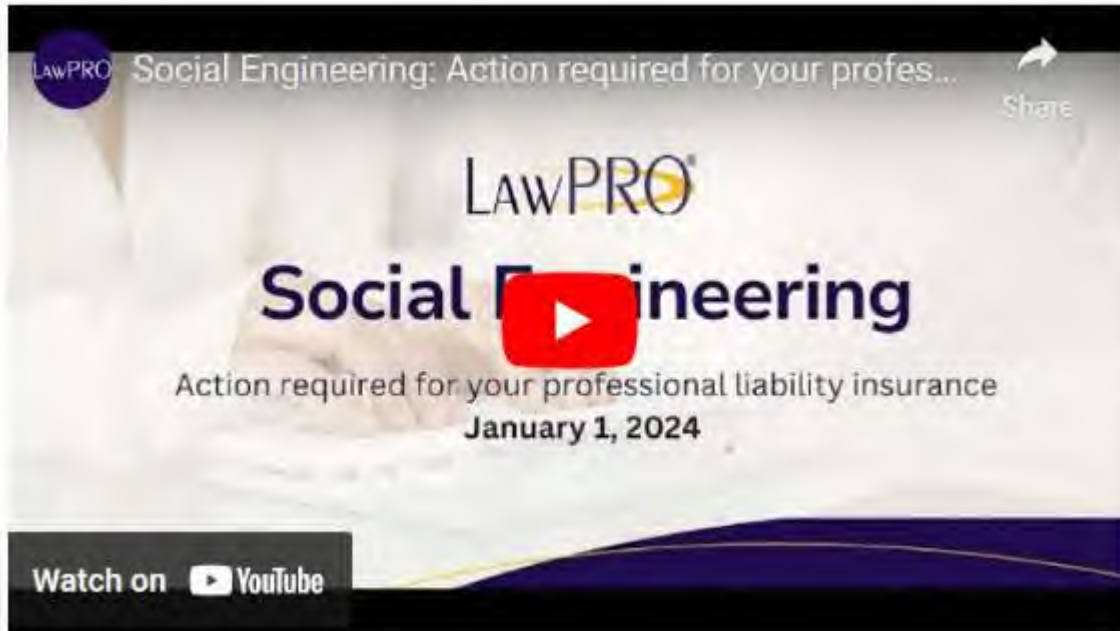 LAWPRO
Social Engineering: Action required for your profes...
Share
LAWPRO®
Social E ineering
Action required for your professional liability insurance
January 1, 2024
Watch on YouTube